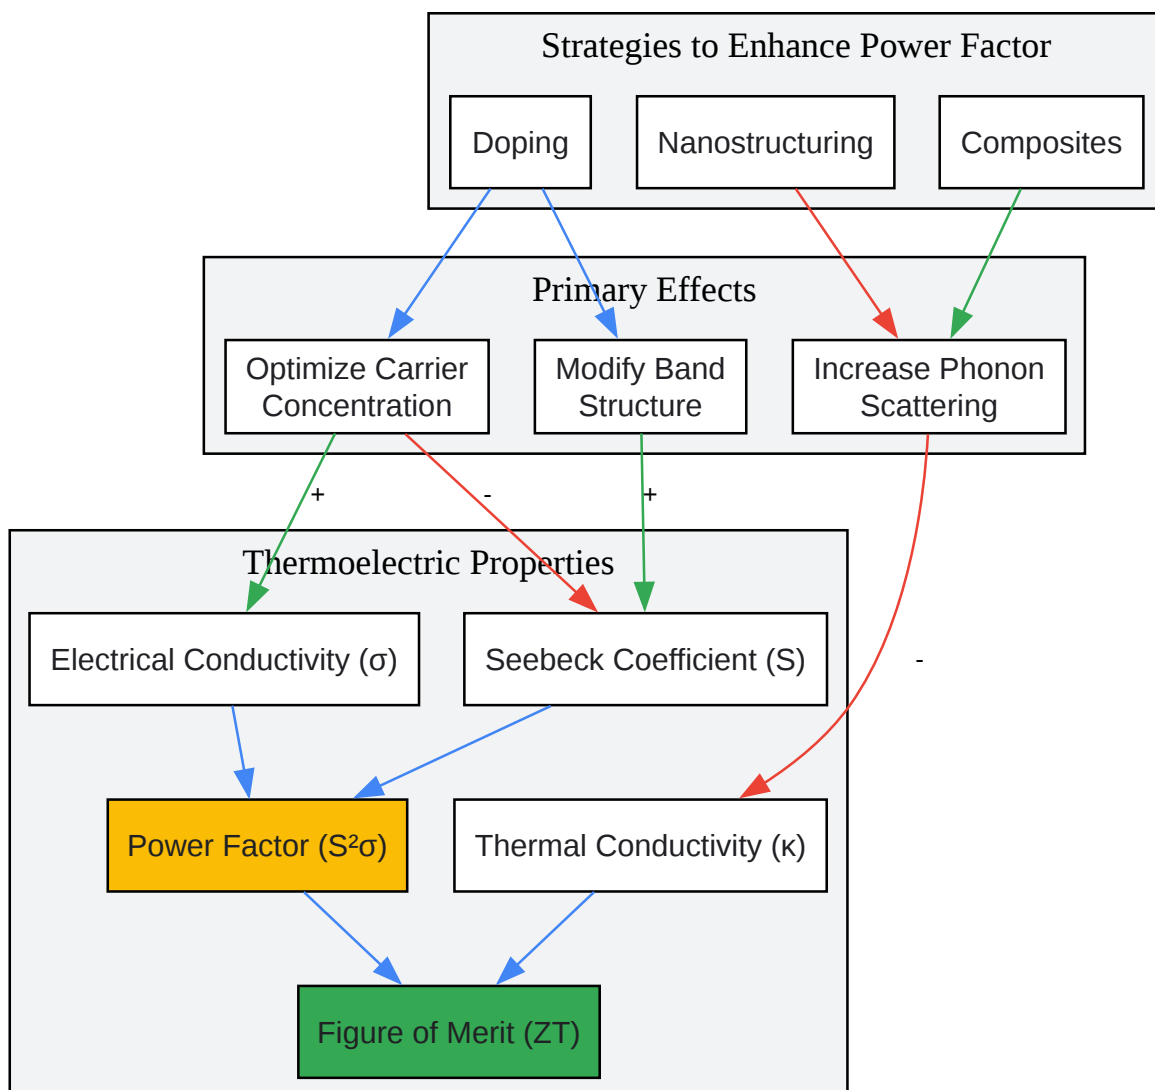 Strategies to Enhance Power Factor
Doping
Nanostructuring
Composites
Primary Effects
Optimize Carrier
Concentration
Modify Band
Structure
Increase Phonon
Scattering
+
-
+
-
Thermoelectric Properties
Electrical Conductivity (σ)
Seebeck Coefficient (S)
Power Factor (S²σ)
Thermal Conductivity (κ)
Figure of Merit (ZT)